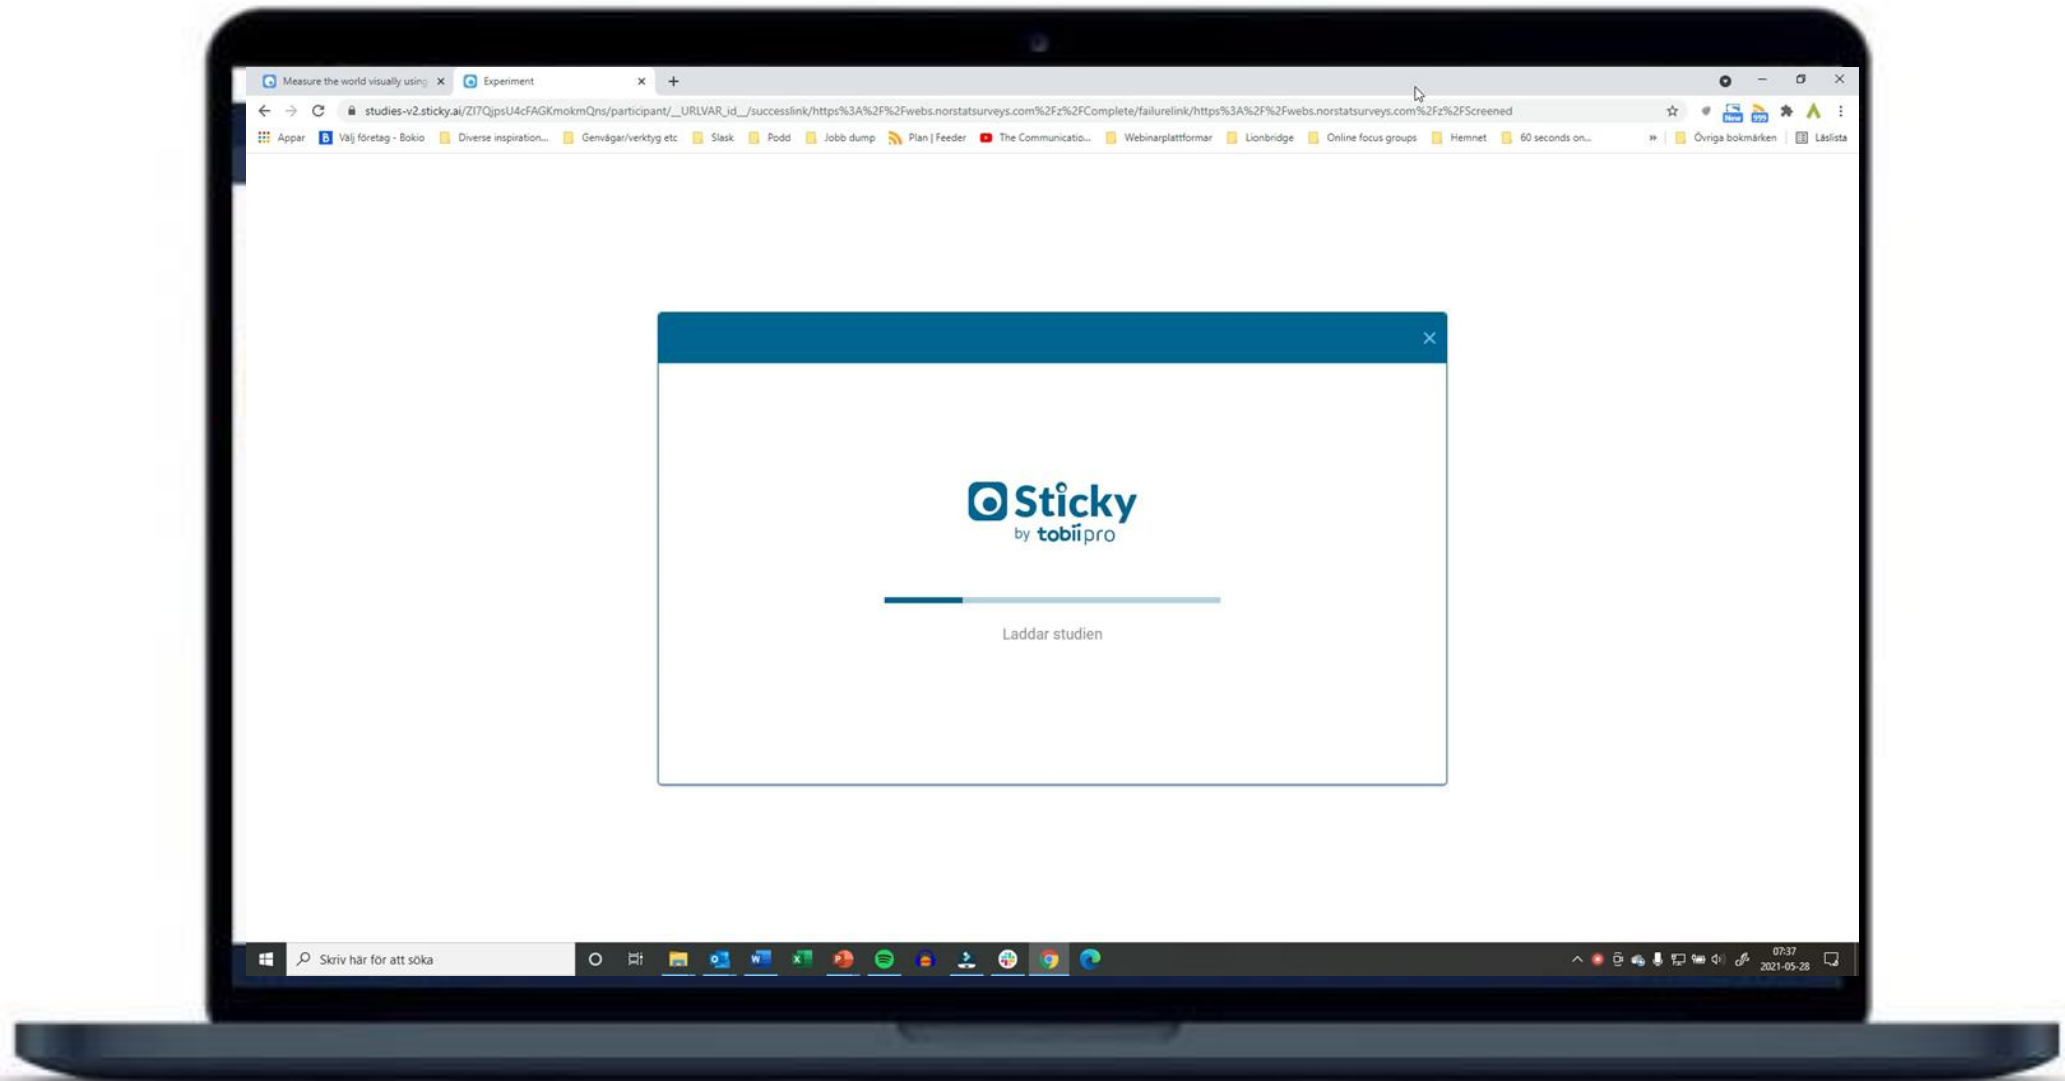 Measure the world visually using
Experiment
studies-v2.sticky.ai/ZI7QjpsU4cFAGKmokmQns/participant/__URLVAR_id__/successlink/https%3A%2F%2Fwebs.norstatsurveys.com%2Fz%2FComplete/failurelink/https%3A%2F%2Fwebs.norstatsurveys.com%2Fz%2FScreened
New 999
Appar B Välj företag - Bokio Diverse inspiration... Genvägar/verktyg etc Slask Podd Jobb dump Plan | Feeder The Communicatio... Webinarplattformar Lionbridge Online focus groups Hemnet 60 seconds on... » Övriga bokmärken Läslista
Sticky
by tobiipro
Laddar studien
Skriv här för att söka
07:37
2021-05-28